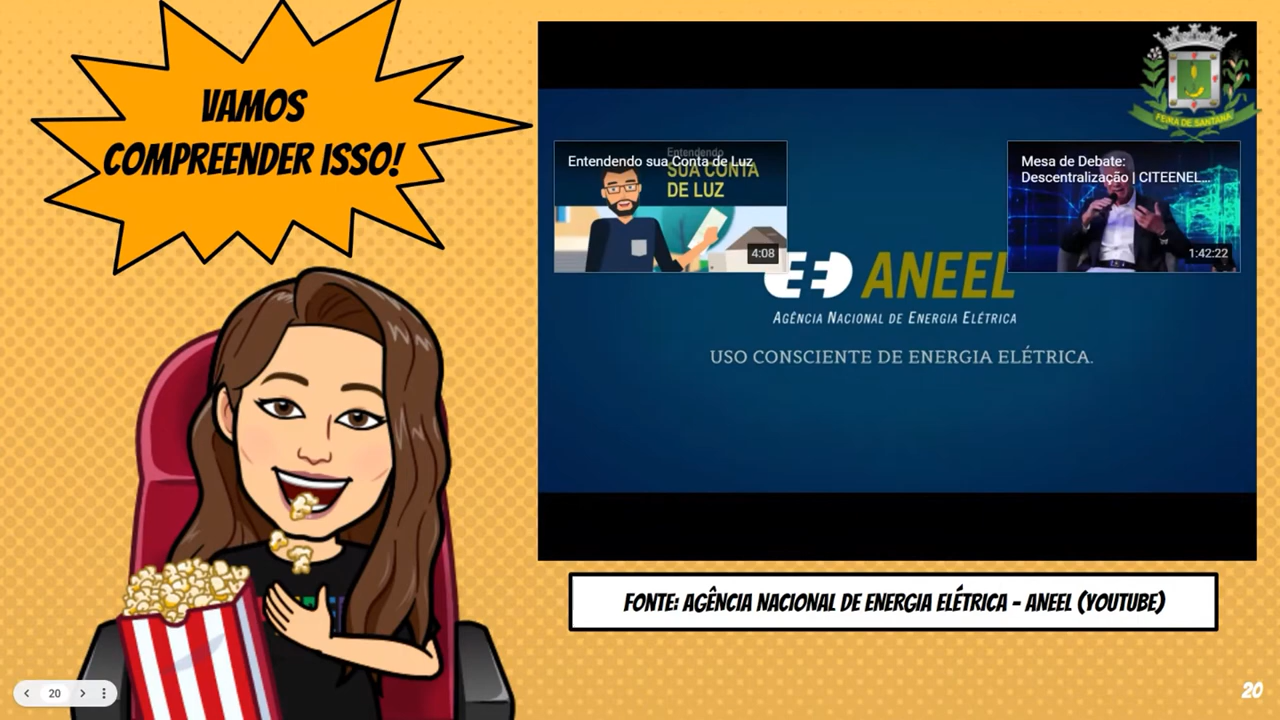 VAMOS
COMPREENDER ISSO!
FEIRA DE SANTANA
Entendendo sua Conta de Luz
Entendendo
SUA CONTA
DE LUZ
4:08
Mesa de Debate:
Descentralização | CITEENEL...
1:42:22
ANEEL
AGÊNCIA NACIONAL DE ENERGIA ELÉTRICA
USO CONSCIENTE DE ENERGIA ELÉTRICA.
FONTE: AGÊNCIA NACIONAL DE ENERGIA ELÉTRICA - ANEEL (YOUTUBE)
20
20